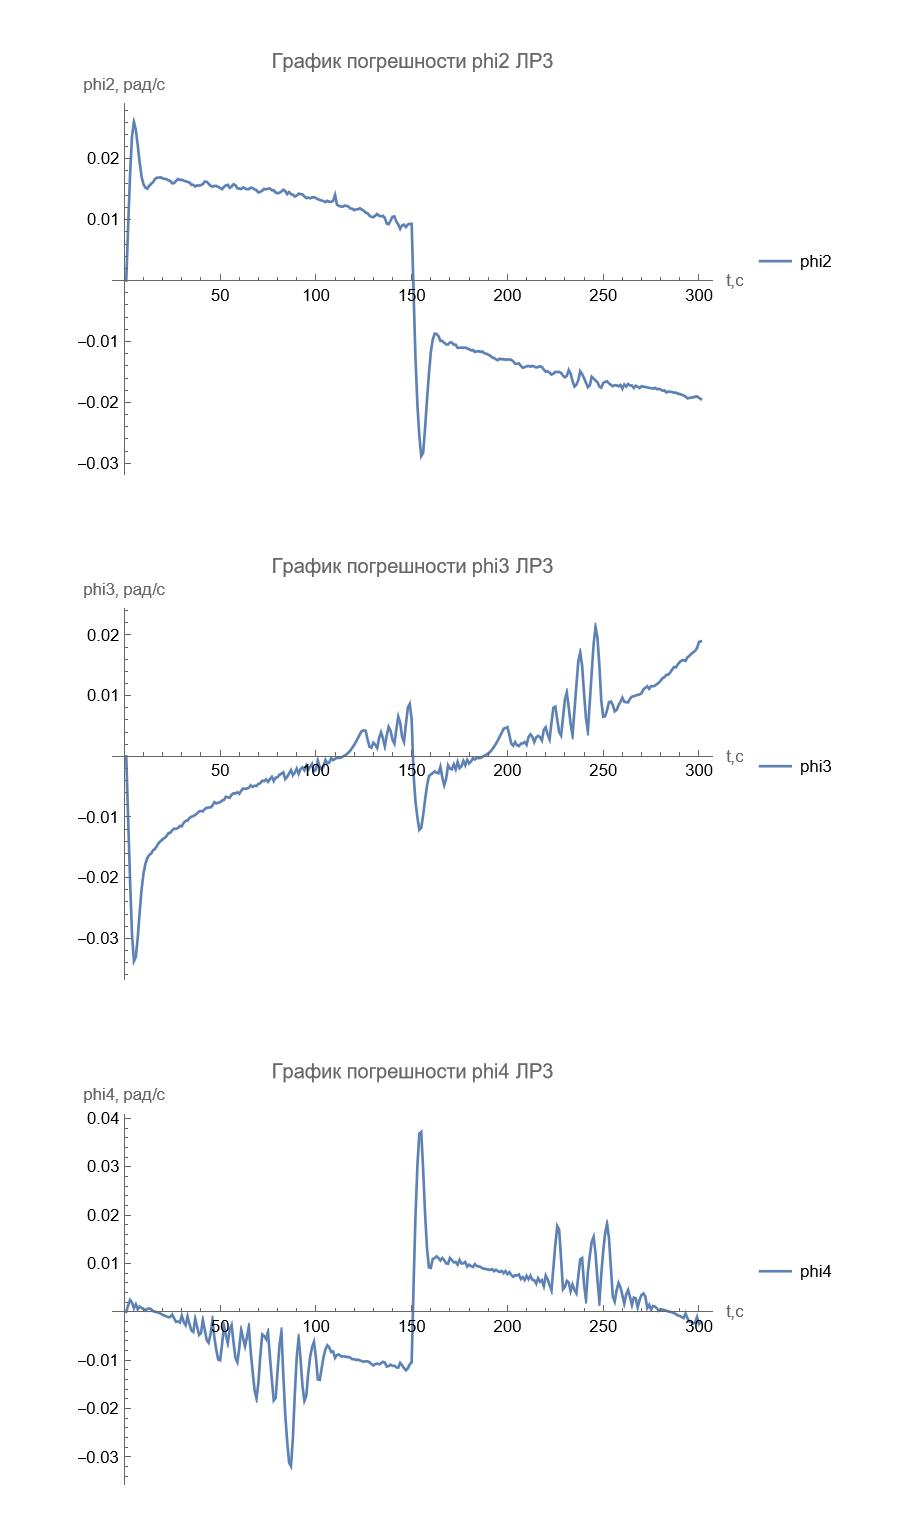 График погрешности phi2 ЛР3
phi2, рад/с
0.02
0.01
phi2
t,с
50 100 150 200 250 300
–0.01
–0.02
–0.03
График погрешности phi3 ЛР3
phi3, рад/с
0.02
0.01
t,с
50 100 150 200 250 300
phi3
–0.01
–0.02
–0.03
График погрешности phi4 ЛР3
phi4, рад/с
0.04
0.03
0.02
0.01
phi4
t,с
50 100 150 200 250 300
–0.01
–0.02
–0.03